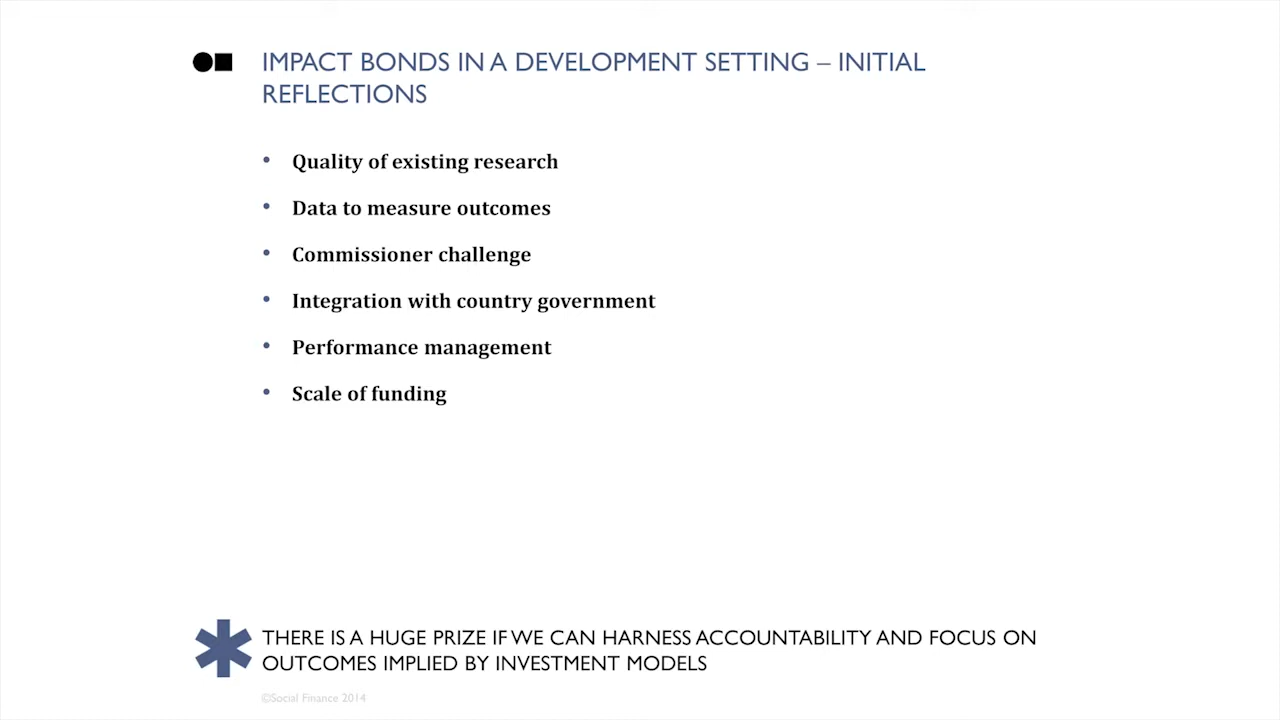 IMPACT BONDS IN A DEVELOPMENT SETTING – INITIAL
REFLECTIONS
• Quality of existing research
• Data to measure outcomes
• Commissioner challenge
• Integration with country government
• Performance management
• Scale of funding
THERE IS A HUGE PRIZE IF WE CAN HARNESS ACCOUNTABILITY AND FOCUS ON
OUTCOMES IMPLIED BY INVESTMENT MODELS
©Social Finance 2014